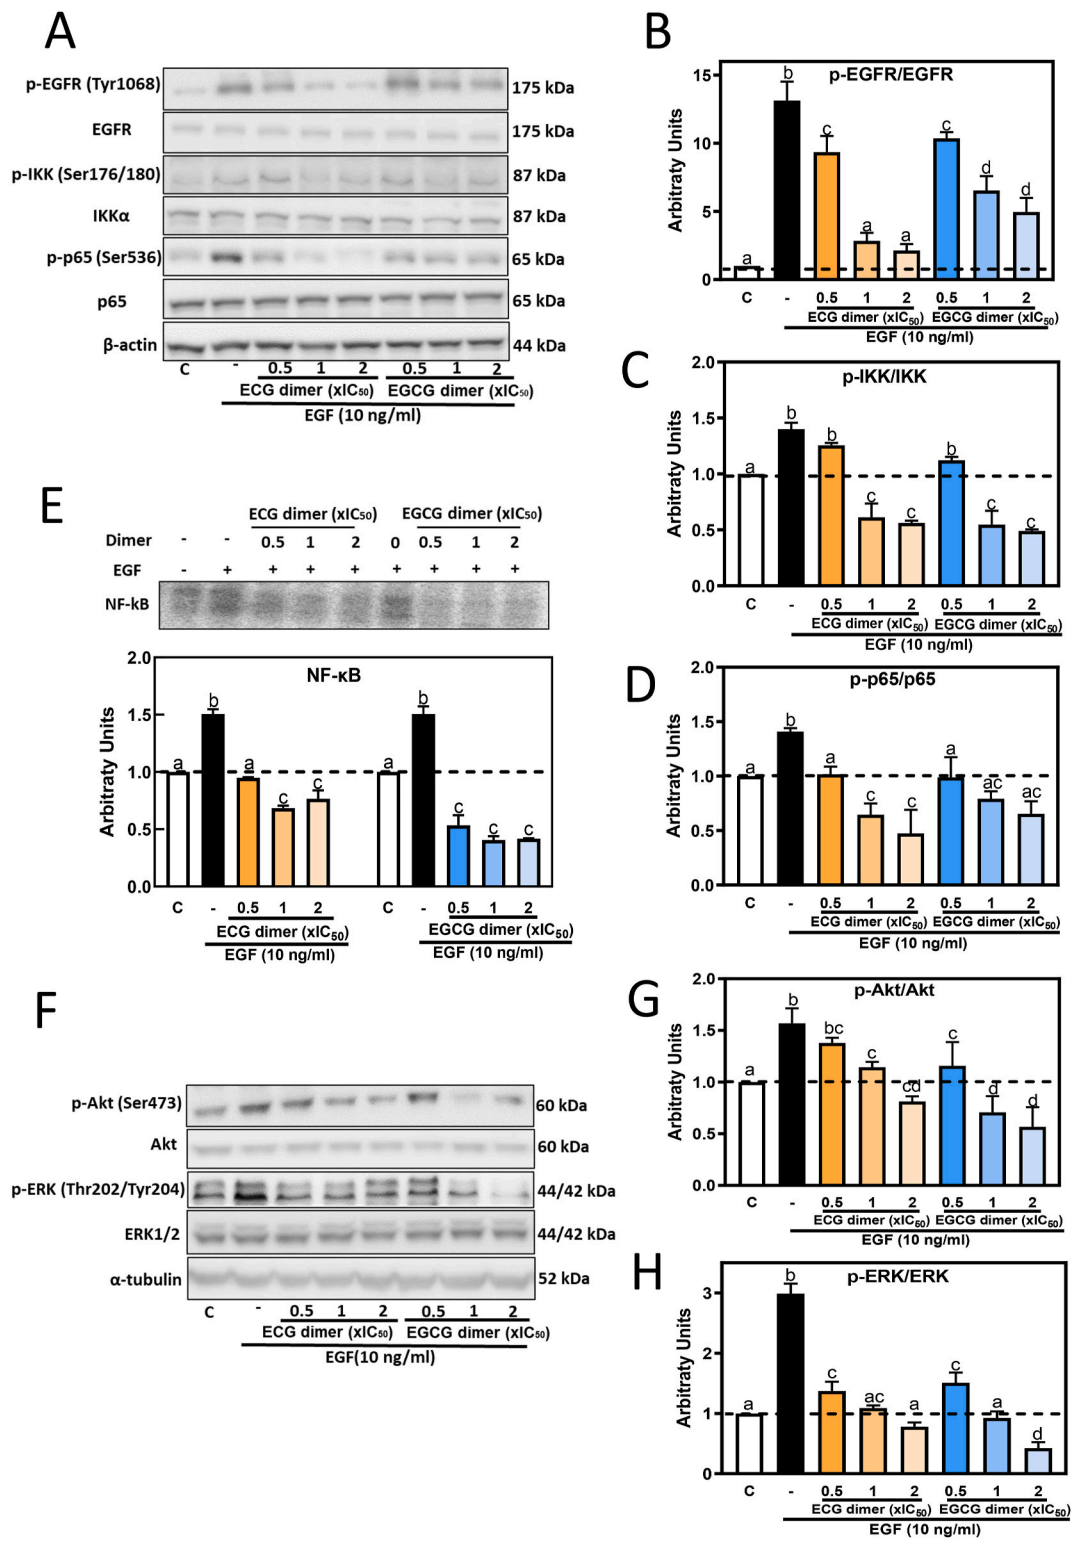 A
p-EGFR (Tyr1068)
175 kDa
EGFR
175 kDa
p-IKK (Ser176/180)
87 kDa
IKKα
87 kDa
p-p65 (Ser536)
65 kDa
p65
65 kDa
β-actin
44 kDa
C - 0.5 1 2 0.5 1 2
ECG dimer (xIC50) EGCG dimer (xIC50)
EGF (10 ng/ml)
B
p-EGFR/EGFR
Arbitraty Units
15
10
5
0
a b c a a c d d
C - 0.5 1 2 0.5 1 2
ECG dimer (xIC50) EGCG dimer (xIC50)
EGF (10 ng/ml)
C
p-IKK/IKK
Arbitraty Units
2.0
1.5
1.0
0.5
0.0
a b b c c b c c
C - 0.5 1 2 0.5 1 2
ECG dimer (xIC50) EGCG dimer (xIC50)
EGF (10 ng/ml)
D
p-p65/p65
Arbitraty Units
2.0
1.5
1.0
0.5
0.0
a b a c c a ac ac
C - 0.5 1 2 0.5 1 2
ECG dimer (xIC50) EGCG dimer (xIC50)
EGF (10 ng/ml)
E
ECG dimer (xIC50) EGCG dimer (xIC50)
Dimer - - 0.5 1 2 0 0.5 1 2
EGF - + + + + + + + +
NF-kB
NF-κB
Arbitraty Units
2.0
1.5
1.0
0.5
0.0
a b a c c a b c c c
C - 0.5 1 2 C - 0.5 1 2
ECG dimer (xIC50) EGCG dimer (xIC50)
EGF (10 ng/ml) EGF (10 ng/ml)
F
p-Akt (Ser473)
60 kDa
Akt
60 kDa
p-ERK (Thr202/Tyr204)
44/42 kDa
ERK1/2
44/42 kDa
α-tubulin
52 kDa
C - 0.5 1 2 0.5 1 2
ECG dimer (xIC50) EGCG dimer (xIC50)
EGF(10 ng/ml)
G
p-Akt/Akt
Arbitraty Units
2.0
1.5
1.0
0.5
0.0
a b bc c cd c d d
C - 0.5 1 2 0.5 1 2
ECG dimer (xIC50) EGCG dimer (xIC50)
EGF (10 ng/ml)
H
p-ERK/ERK
Arbitraty Units
3
2
1
0
a b c ac a c a d
C - 0.5 1 2 0.5 1 2
ECG dimer (xIC50) EGCG dimer (xIC50)
EGF (10 ng/ml)